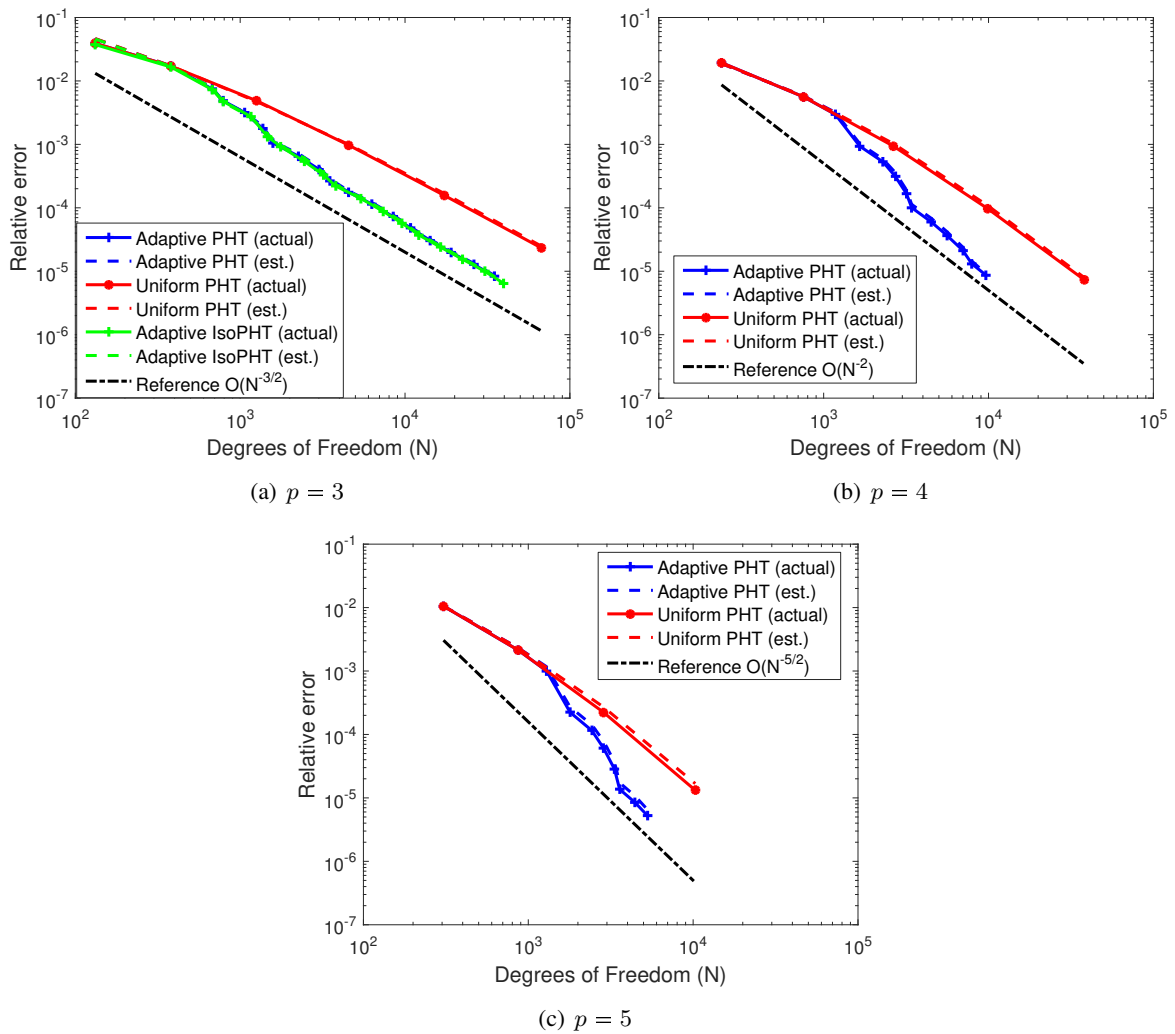 10^-1
10^-2
10^-3
10^-4
10^-5
10^-6
10^-7
Relative error
Adaptive PHT (actual)
Adaptive PHT (est.)
Uniform PHT (actual)
Uniform PHT (est.)
Adaptive IsoPHT (actual)
Adaptive IsoPHT (est.)
Reference O(N^-3/2)
10^2 10^3 10^4 10^5
Degrees of Freedom (N)
(a) p = 3
10^-1
10^-2
10^-3
10^-4
10^-5
10^-6
10^-7
Relative error
Adaptive PHT (actual)
Adaptive PHT (est.)
Uniform PHT (actual)
Uniform PHT (est.)
Reference O(N^-2)
10^2 10^3 10^4 10^5
Degrees of Freedom (N)
(b) p = 4
10^-1
10^-2
10^-3
10^-4
10^-5
10^-6
10^-7
Relative error
Adaptive PHT (actual)
Adaptive PHT (est.)
Uniform PHT (actual)
Uniform PHT (est.)
Reference O(N^-5/2)
10^2 10^3 10^4 10^5
Degrees of Freedom (N)
(c) p = 5